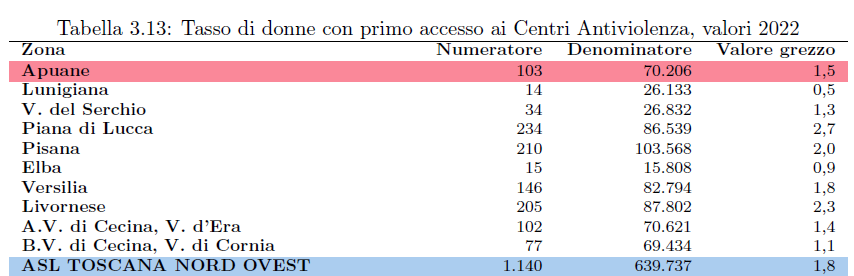 Tabella 3.13: Tasso di donne con primo accesso ai Centri Antiviolenza, valori 2022
Zona Numeratore Denominatore Valore grezzo
Apuane 103 70.206 1,5
Lunigiana 14 26.133 0,5
V. del Serchio 34 26.832 1,3
Piana di Lucca 234 86.539 2,7
Pisana 210 103.568 2,0
Elba 15 15.808 0,9
Versilia 146 82.794 1,8
Livornese 205 87.802 2,3
A.V. di Cecina, V. d'Era 102 70.621 1,4
B.V. di Cecina, V. di Cornia 77 69.434 1,1
ASL TOSCANA NORD OVEST 1.140 639.737 1,8